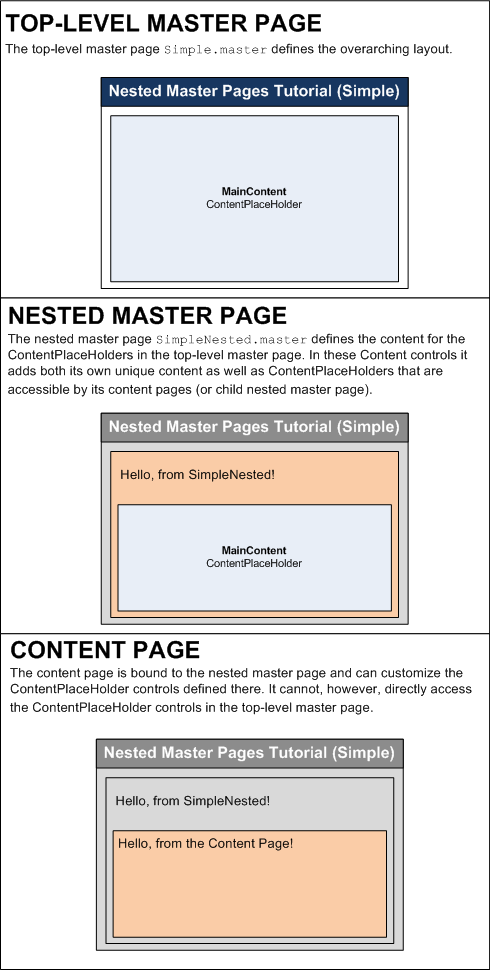 TOP-LEVEL MASTER PAGE
The top-level master page Simple.master defines the overarching layout.
Nested Master Pages Tutorial (Simple)
MainContent
ContentPlaceHolder
NESTED MASTER PAGE
The nested master page SimpleNested.master defines the content for the
ContentPlaceHolders in the top-level master page. In these Content controls it
adds both its own unique content as well as ContentPlaceHolders that are
accessible by its content pages (or child nested master page).
Nested Master Pages Tutorial (Simple)
Hello, from SimpleNested!
MainContent
ContentPlaceHolder
CONTENT PAGE
The content page is bound to the nested master page and can customize the
ContentPlaceHolder controls defined there. It cannot, however, directly access
the ContentPlaceHolder controls in the top-level master page.
Nested Master Pages Tutorial (Simple)
Hello, from SimpleNested!
Hello, from the Content Page!